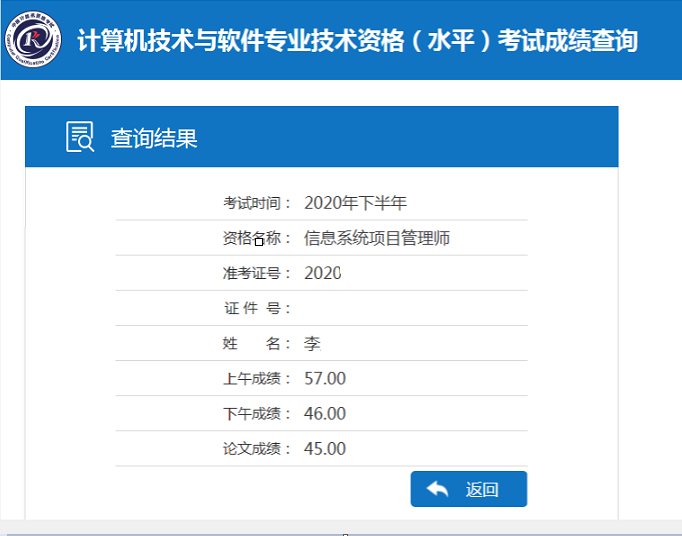 计算机技术与软件专业技术资格（水平）考试成绩查询
查询结果
考试时间： 2020年下半年
资格名称： 信息系统项目管理师
准考证号： 2020
证 件 号：
姓 名： 李
上午成绩： 57.00
下午成绩： 46.00
论文成绩： 45.00
返回